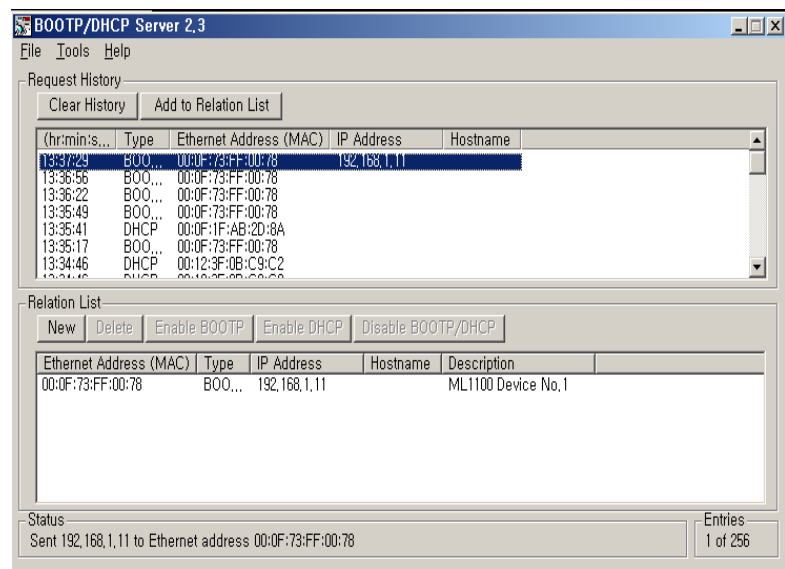 BOOTP/DHCP Server 2,3
File Tools Help
Request History
Clear History Add to Relation List
(hr:min:s,,, Type Ethernet Address (MAC) IP Address Hostname
13:37:29 BOO,,, 00:0F:73:FF:00:78 192,168,1,11
13:36:56 BOO,,, 00:0F:73:FF:00:78
13:36:22 BOO,,, 00:0F:73:FF:00:78
13:35:49 BOO,,, 00:0F:73:FF:00:78
13:35:41 DHCP 00:0F:1F:AB:2D:8A
13:35:17 BOO,,, 00:0F:73:FF:00:78
13:34:46 DHCP 00:12:3F:0B:C9:C2
Relation List
New Delete Enable BOOTP Enable DHCP Disable BOOTP/DHCP
Ethernet Address (MAC) Type IP Address Hostname Description
00:0F:73:FF:00:78 BOO,,, 192,168,1,11 ML1100 Device No,1
Status
Sent 192,168,1,11 to Ethernet address 00:0F:73:FF:00:78
Entries
1 of 256